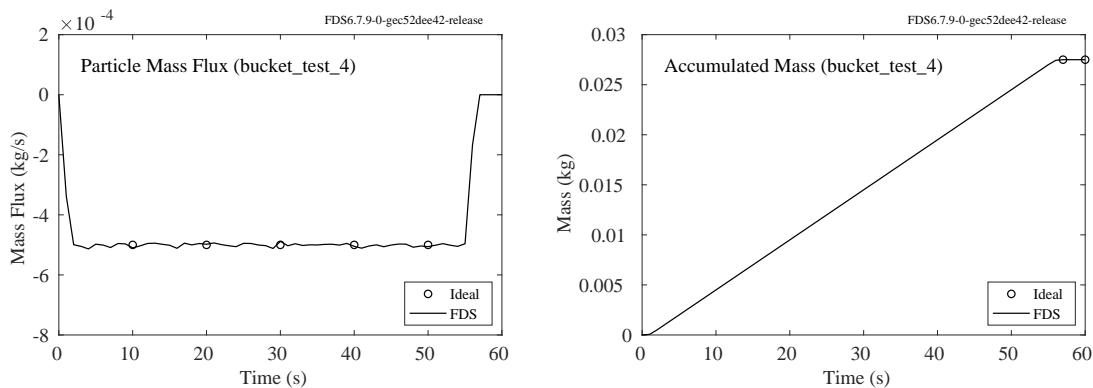 ×10 -4
FDS6.7.9-0-gec52dee42-release
2
0
-2
-4
-6
-8
Mass Flux (kg/s)
Particle Mass Flux (bucket_test_4)
Ideal
FDS
0
10
20
30
40
50
60
Time (s)
FDS6.7.9-0-gec52dee42-release
0.03
0.025
0.02
0.015
0.01
0.005
0
Mass (kg)
Accumulated Mass (bucket_test_4)
Ideal
FDS
0
10
20
30
40
50
60
Time (s)